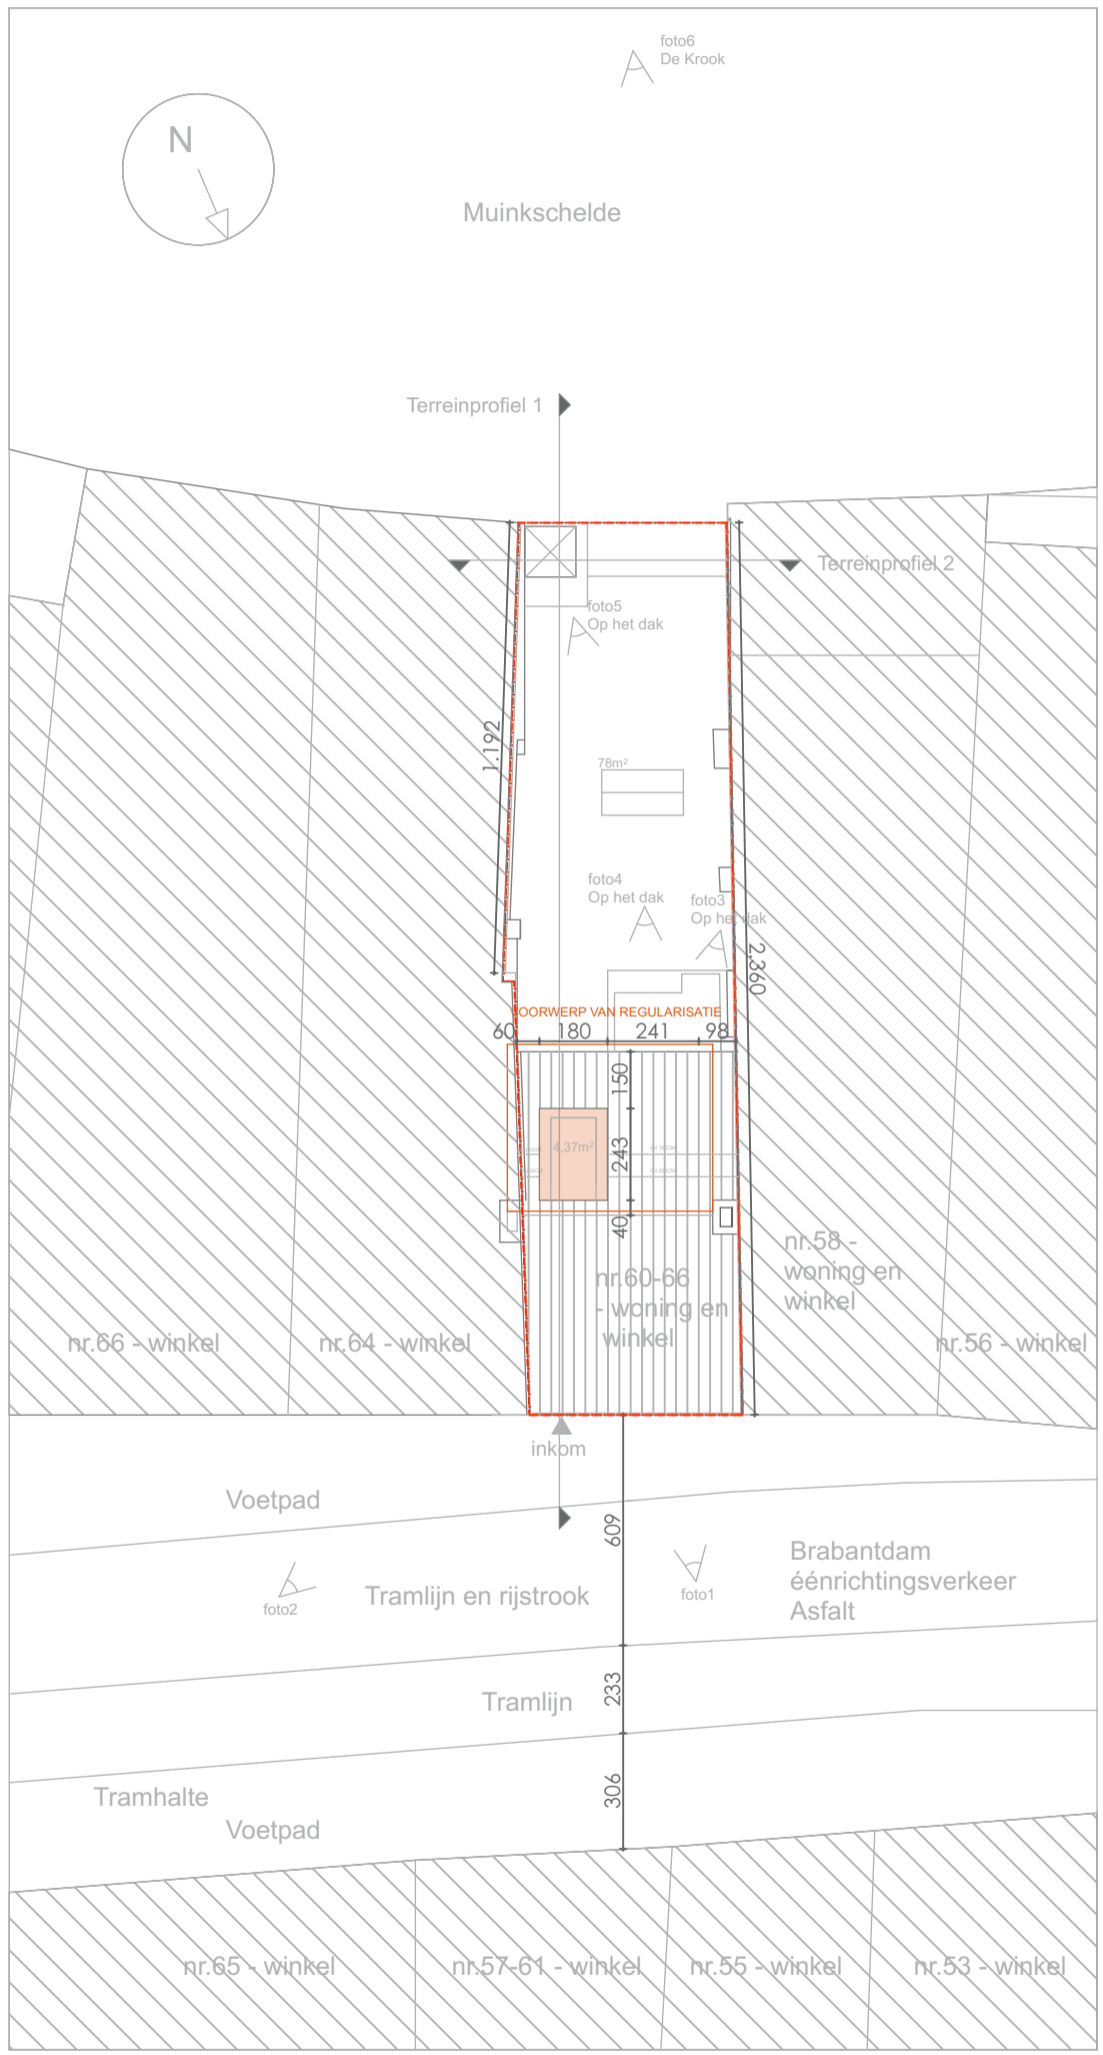 foto6
De Krook
N
Muinkschelde
Terreinprofiel 1
Terreinprofiel 2
foto5
Op het dak
1.192
78m²
foto4
Op het dak
foto3
Op het dak
2.360
OORWERP VAN REGULARISATIE
60 180 241 98
150
4,37m²
243
40
nr.58 -
woning en
winkel
nr.60-66
- woning en
winkel
nr.66 - winkel
nr.64 - winkel
nr.56 - winkel
inkom
Voetpad
609
Brabantdam
éénrichtingsverkeer
Asfalt
Tramlijn en rijstrook
foto1
foto2
233
Tramlijn
306
Tramhalte
Voetpad
nr.65 - winkel
nr.57-61 - winkel
nr.55 - winkel
nr.53 - winkel